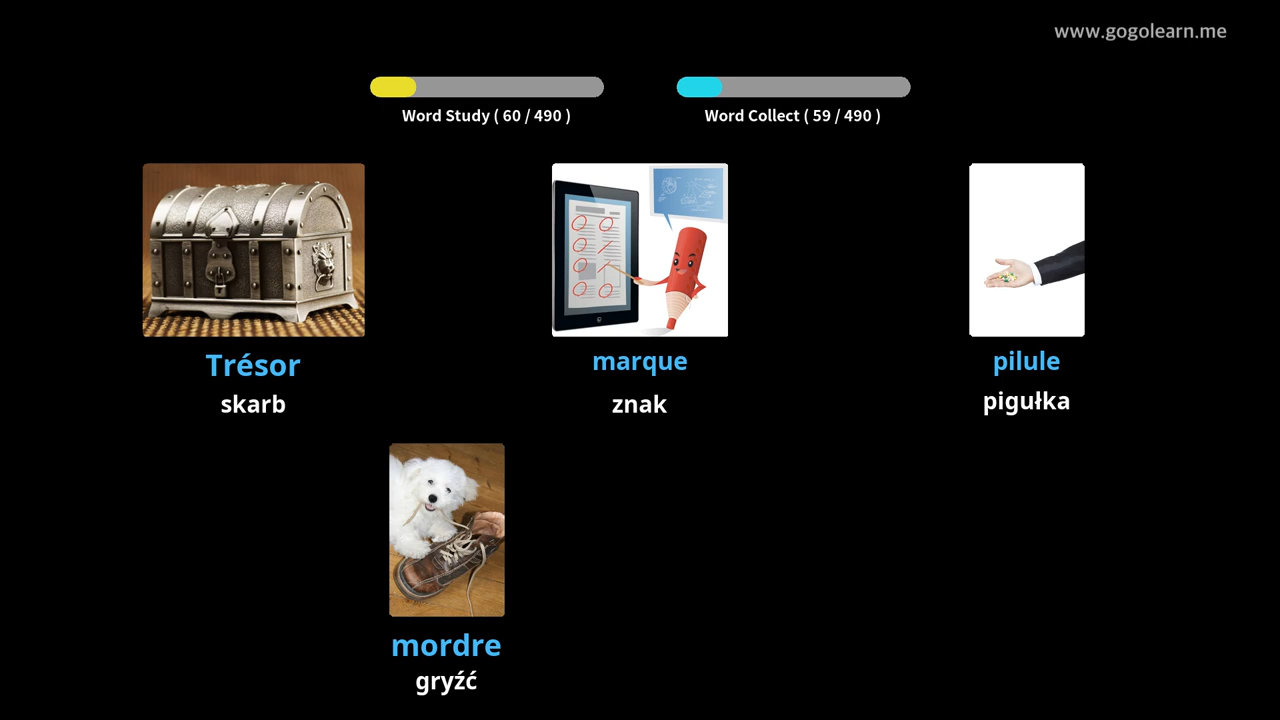 www.gogolearn.me
Word Study ( 60 / 490 )
Word Collect ( 59 / 490 )
Trésor
skarb
marque
znak
pilule
pigułka
mordre
gryźć